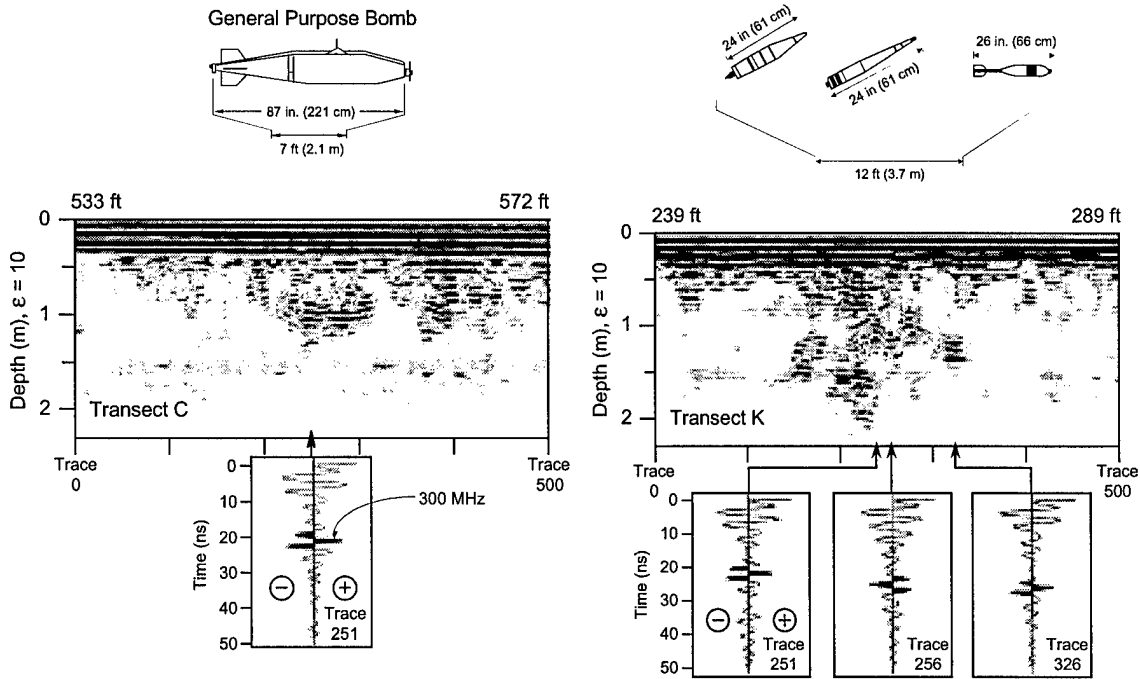 General Purpose Bomb
87 in. (221 cm)
7 ft (2.1 m)
533 ft
572 ft
0
1
2
Depth (m), ε = 10
Transect C
Trace
0
Trace
500
0
10
20
30
40
50
Time (ns)
300 MHz
−
+
Trace
251
24 in (61 cm)
24 in (61 cm)
26 in. (66 cm)
12 ft (3.7 m)
239 ft
289 ft
0
1
2
Depth (m), ε = 10
Transect K
Trace
0
Trace
500
0
10
20
30
40
50
Time (ns)
−
+
Trace
251
Trace
256
Trace
326